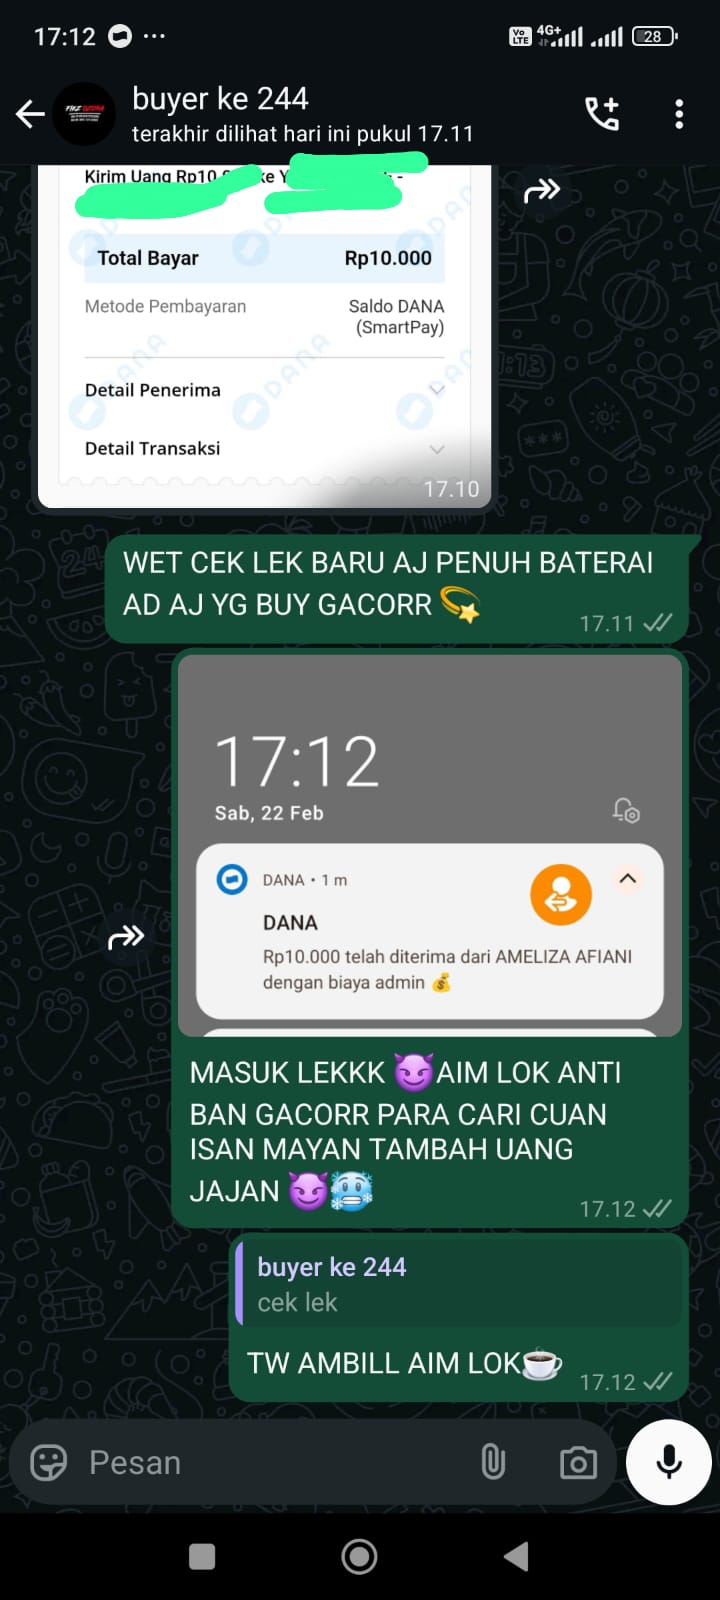 17:12
Vo LTE 4G+ 28
buyer ke 244
terakhir dilihat hari ini pukul 17.11
Kirim Uang Rp10. ke Y -
Total Bayar Rp10.000
Metode Pembayaran Saldo DANA
(SmartPay)
Detail Penerima
Detail Transaksi
17.10
WET CEK LEK BARU AJ PENUH BATERAI
AD AJ YG BUY GACORR 💫
17.11
17:12
Sab, 22 Feb
DANA • 1 m
DANA
Rp10.000 telah diterima dari AMELIZA AFIANI
dengan biaya admin 💰
MASUK LEKKK 😈AIM LOK ANTI
BAN GACORR PARA CARI CUAN
ISAN MAYAN TAMBAH UANG
JAJAN 😈🥶
17.12
buyer ke 244
cek lek
TW AMBILL AIM LOK☕
17.12
Pesan